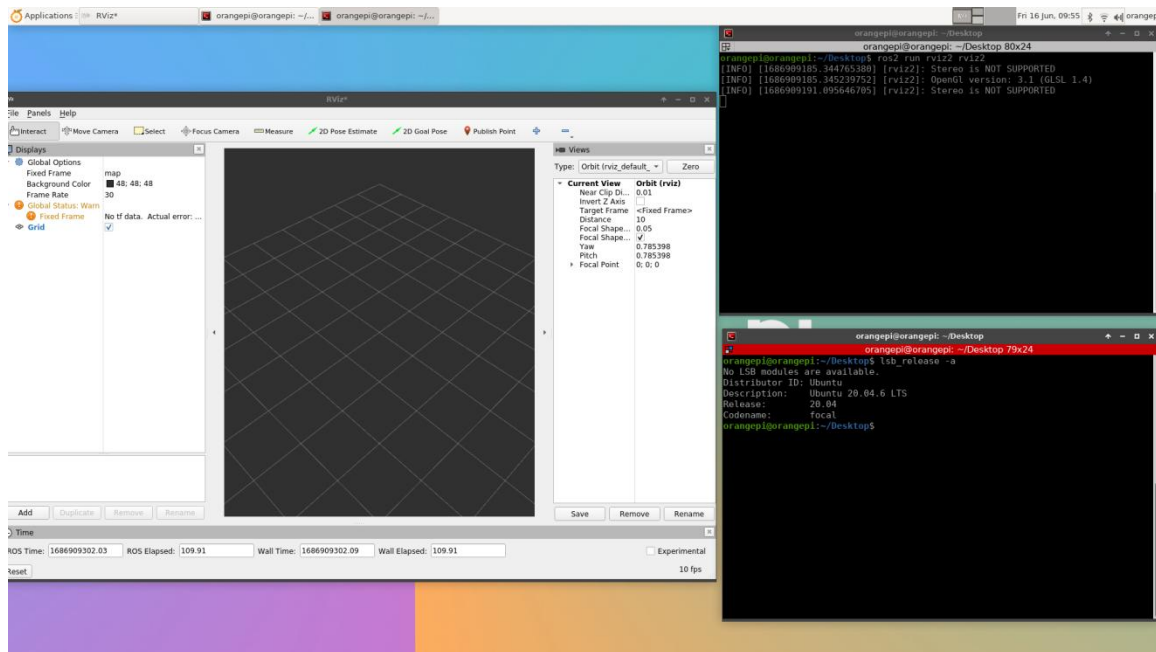 Applications
RViz*
orangepi@orangepi: ~/...
orangepi@orangepi: ~/...
Fri 16 Jun, 09:55
orangep
RViz*
File Panels Help
Interact Move Camera Select Focus Camera Measure 2D Pose Estimate 2D Goal Pose Publish Point
Displays
Global Options
Fixed Frame map
Background Color 48; 48; 48
Frame Rate 30
Global Status: Warn
Fixed Frame No tf data. Actual error: ...
Grid
Add Duplicate Remove Rename
Views
Type: Orbit (rviz_default_ Zero
Current View Orbit (rviz)
Near Clip Di... 0.01
Invert Z Axis
Target Frame <Fixed Frame>
Distance 10
Focal Shape... 0.05
Focal Shape...
Yaw 0.785398
Pitch 0.785398
Focal Point 0; 0; 0
Save Remove Rename
Time
ROS Time: 1686909302.03 ROS Elapsed: 109.91 Wall Time: 1686909302.09 Wall Elapsed: 109.91 Experimental
Reset 10 fps
orangepi@orangepi: ~/Desktop
orangepi@orangepi: ~/Desktop 80x24
orangepi@orangepi:~/Desktop$ ros2 run rviz2 rviz2
[INFO] [1686909185.344765380] [rviz2]: Stereo is NOT SUPPORTED
[INFO] [1686909185.345239752] [rviz2]: OpenGl version: 3.1 (GLSL 1.4)
[INFO] [1686909191.095646705] [rviz2]: Stereo is NOT SUPPORTED
orangepi@orangepi: ~/Desktop
orangepi@orangepi: ~/Desktop 79x24
orangepi@orangepi:~/Desktop$ lsb_release -a
No LSB modules are available.
Distributor ID: Ubuntu
Description: Ubuntu 20.04.6 LTS
Release: 20.04
Codename: focal
orangepi@orangepi:~/Desktop$